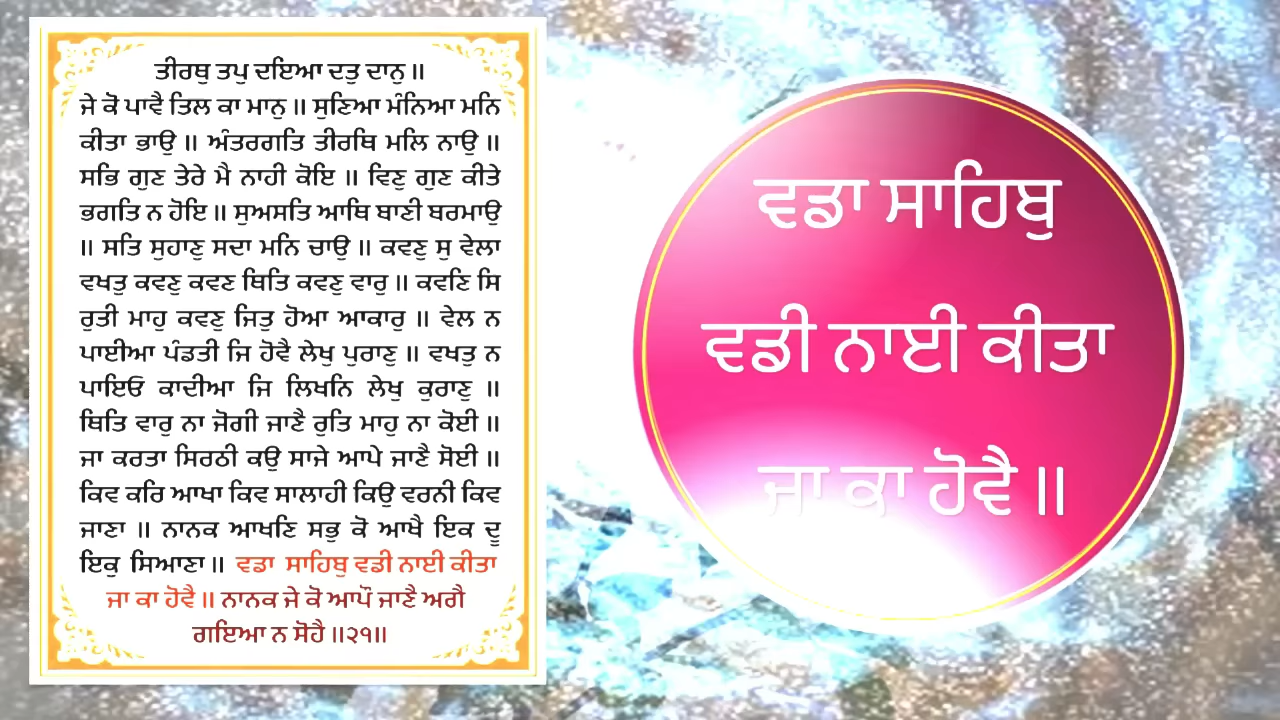 ਤੀਰਥੁ ਤਪੁ ਦਇਆ ਦਤੁ ਦਾਨੁ ॥
ਜੇ ਕੋ ਪਾਵੈ ਤਿਲ ਕਾ ਮਾਨੁ ॥ ਸੁਣਿਆ ਮੰਨਿਆ ਮਨਿ
ਕੀਤਾ ਭਾਉ ॥ ਅੰਤਰਗਤਿ ਤੀਰਥਿ ਮਲਿ ਨਾਉ ॥
ਸਭਿ ਗੁਣ ਤੇਰੇ ਮੈ ਨਾਹੀ ਕੋਇ ॥ ਵਿਣੁ ਗੁਣ ਕੀਤੇ
ਭਗਤਿ ਨ ਹੋਇ ॥ ਸੁਅਸਤਿ ਆਥਿ ਬਾਣੀ ਬਰਮਾਉ
॥ ਸਤਿ ਸੁਹਾਣੁ ਸਦਾ ਮਨਿ ਚਾਉ ॥ ਕਵਣੁ ਸੁ ਵੇਲਾ
ਵਖਤੁ ਕਵਣੁ ਕਵਣ ਥਿਤਿ ਕਵਣੁ ਵਾਰੁ ॥ ਕਵਣਿ ਸਿ
ਰੁਤੀ ਮਾਹੁ ਕਵਣੁ ਜਿਤੁ ਹੋਆ ਆਕਾਰੁ ॥ ਵੇਲ ਨ
ਪਾਈਆ ਪੰਡਤੀ ਜਿ ਹੋਵੈ ਲੇਖੁ ਪੁਰਾਣੁ ॥ ਵਖਤੁ ਨ
ਪਾਇਓ ਕਾਦੀਆ ਜਿ ਲਿਖਨਿ ਲੇਖੁ ਕੁਰਾਣੁ ॥
ਥਿਤਿ ਵਾਰੁ ਨਾ ਜੋਗੀ ਜਾਣੈ ਰੁਤਿ ਮਾਹੁ ਨਾ ਕੋਈ ॥
ਜਾ ਕਰਤਾ ਸਿਰਠੀ ਕਉ ਸਾਜੇ ਆਪੇ ਜਾਣੈ ਸੋਈ ॥
ਕਿਵ ਕਰਿ ਆਖਾ ਕਿਵ ਸਾਲਾਹੀ ਕਿਉ ਵਰਨੀ ਕਿਵ
ਜਾਣਾ ॥ ਨਾਨਕ ਆਖਣਿ ਸਭੁ ਕੋ ਆਖੈ ਇਕ ਦੂ
ਇਕੁ ਸਿਆਣਾ ॥ ਵਡਾ ਸਾਹਿਬੁ ਵਡੀ ਨਾਈ ਕੀਤਾ
ਜਾ ਕਾ ਹੋਵੈ ॥ ਨਾਨਕ ਜੇ ਕੋ ਆਪੌ ਜਾਣੈ ਅਗੈ
ਗਇਆ ਨ ਸੋਹੈ ॥੨੧॥
ਵਡਾ ਸਾਹਿਬੁ
ਵਡੀ ਨਾਈ ਕੀਤਾ
ਜਾ ਕਾ ਹੋਵੈ ॥